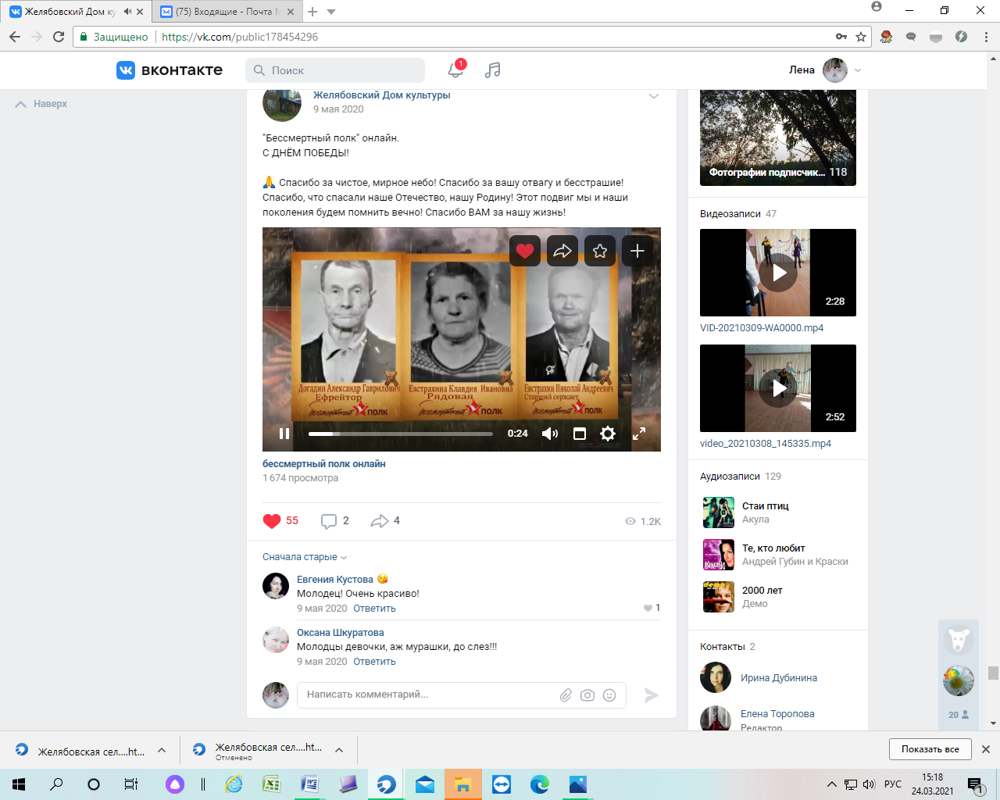 Желябовский Дом ку
(75) Входящие - Почта М
Защищено
https://vk.com/public178454296
вконтакте
Поиск
1
Лена
Наверх
Желябовский Дом культуры
9 мая 2020
"Бессмертный полк" онлайн.
С ДНЁМ ПОБЕДЫ!
Спасибо за чистое, мирное небо! Спасибо за вашу отвагу и бесстрашие!
Спасибо, что спасали наше Отечество, нашу Родину! Этот подвиг мы и наши
поколения будем помнить вечно! Спасибо ВАМ за нашу жизнь!
Догадин Александр Гаврилович
Ефрейтор
бессмертный полк
Евстрахина Клавдия Ивановна
Рядовая
бессмертный полк
Евстрахин Николай Андреевич
Старший сержант
бессмертный полк
0:24
бессмертный полк онлайн
1 674 просмотра
55
2
4
1.2K
Сначала старые
Евгения Кустова
Молодец! Очень красиво!
9 мая 2020 Ответить
1
Оксана Шкуратова
Молодцы девочки, аж мурашки, до слез!!!
9 мая 2020 Ответить
Написать комментарий...
Фотографии подписчик... 118
Видеозаписи 47
2:28
VID-20210309-WA0000.mp4
2:52
video_20210308_145335.mp4
Аудиозаписи 129
Стаи птиц
Акула
Те, кто любит
Андрей Губин и Краски
2000 лет
Демо
Контакты 2
Ирина Дубинина
Елена Торопова
Редактор
20
Желябовская сел....ht...
Желябовская сел....ht...
Отменено
Показать все
РУС
15:18
24.03.2021
1